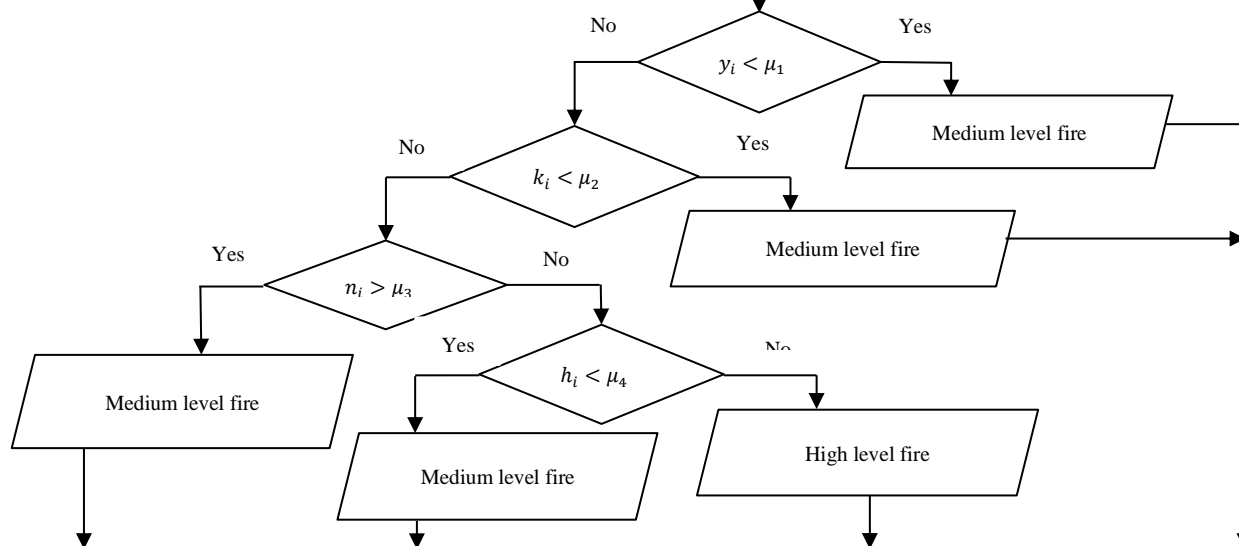 No
Yes
𝑦ᵢ < 𝜇₁
Medium level fire
No
Yes
𝑘ᵢ < 𝜇₂
Medium level fire
Yes
No
𝑛ᵢ > 𝜇₃
Yes
No
ℎᵢ < 𝜇₄
Medium level fire
High level fire
Medium level fire